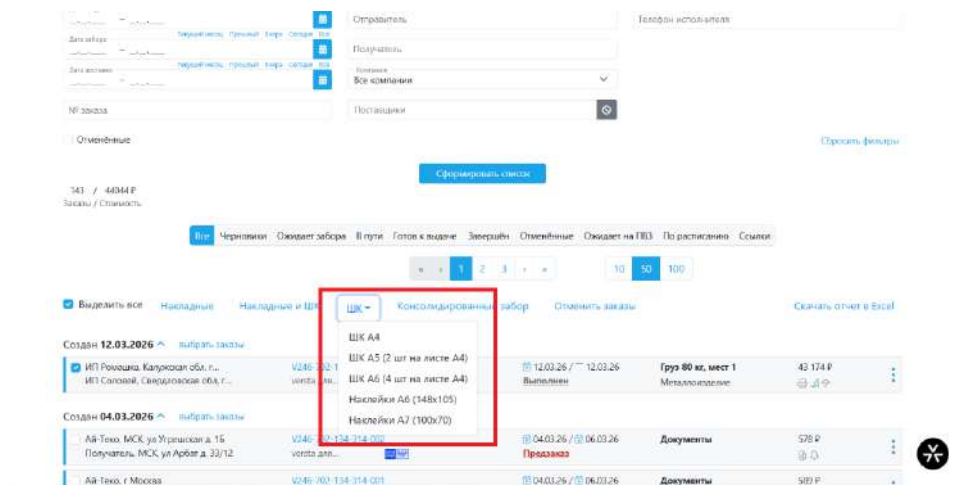 Отправитель
Телефон исполнителя
Дата забора
Получатель
Дата доставки
Компания
Все компании
№ заказа
Поставщики
Отменённые
Сбросить фильтры
Сформировать список
143 / 44044 ₽
Заказы / Стоимость
Все Черновики Ожидает забора В пути Готов к выдаче Завершён Отменённые Ожидает на ПВЗ По расписанию Ссылки
« ‹ 1 2 3 › » 10 50 100
Выделить все Накладные Накладные и ШК ШК Консолидированный забор Отменить заказы Скачать отчет в Excel
ШК А4
ШК А5 (2 шт на листе А4)
ШК А6 (4 шт на листе А4)
Наклейки А6 (148x105)
Наклейки А7 (100x70)
Создан 12.03.2026 выбрать заказы
ИП Ромашка, Калужская обл, г... 12.03.26 / 12.03.26 Груз 80 кг, мест 1 43 174 ₽
ИП Соловей, Свердловская обл, г... Выполнен Металлоизделие
Создан 04.03.2026 выбрать заказы
Ай-Теко, МСК, ул Угрешская д. 15 V246-702-134-314-002 04.03.26 / 06.03.26 Документы 578 ₽
Получатель, МСК, ул Арбат д. 33/12 Предзаказ
Ай-Теко, г Москва V246-702-134-314-001 04.03.26 / 06.03.26 Документы